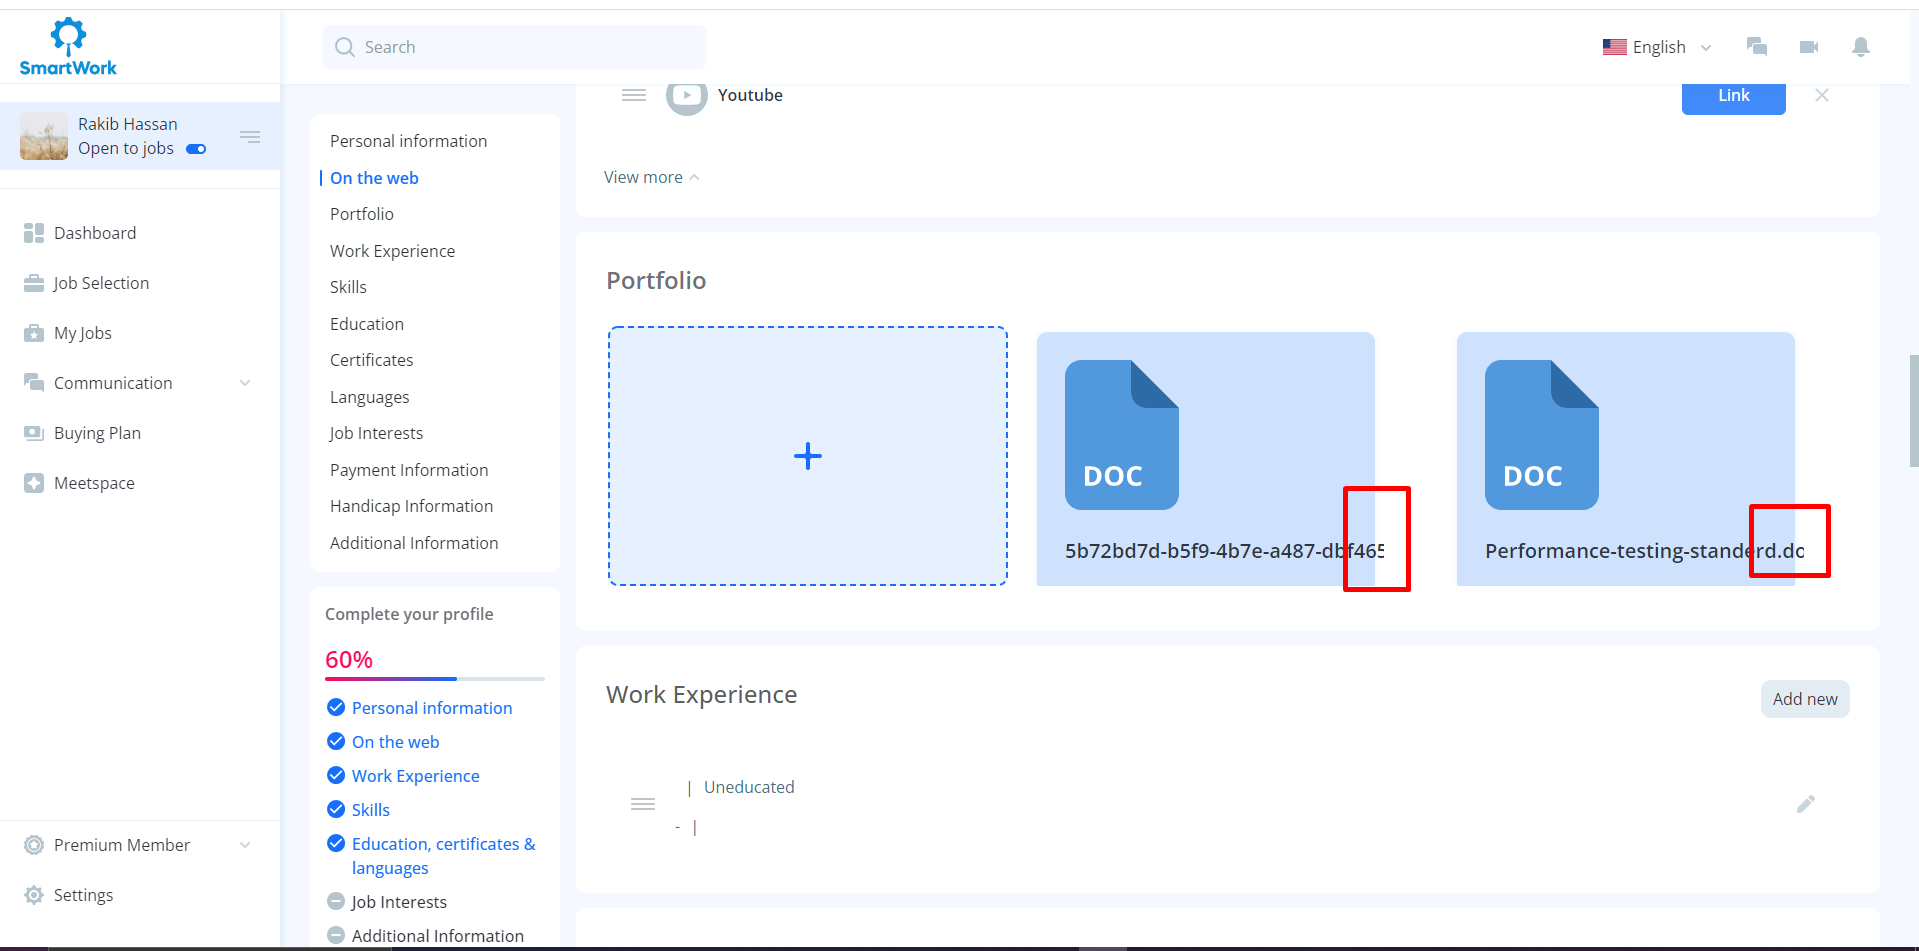 SmartWork
Search
English
Rakib Hassan
Open to jobs
Dashboard
Job Selection
My Jobs
Communication
Buying Plan
Meetspace
Premium Member
Settings
Personal information
On the web
Portfolio
Work Experience
Skills
Education
Certificates
Languages
Job Interests
Payment Information
Handicap Information
Additional Information
Complete your profile
60%
Personal information
On the web
Work Experience
Skills
Education, certificates &
languages
Job Interests
Additional Information
Youtube
Link
View more
Portfolio
DOC
5b72bd7d-b5f9-4b7e-a487-dbf465
DOC
Performance-testing-standerd.do
Work Experience
Add new
| Uneducated
- |